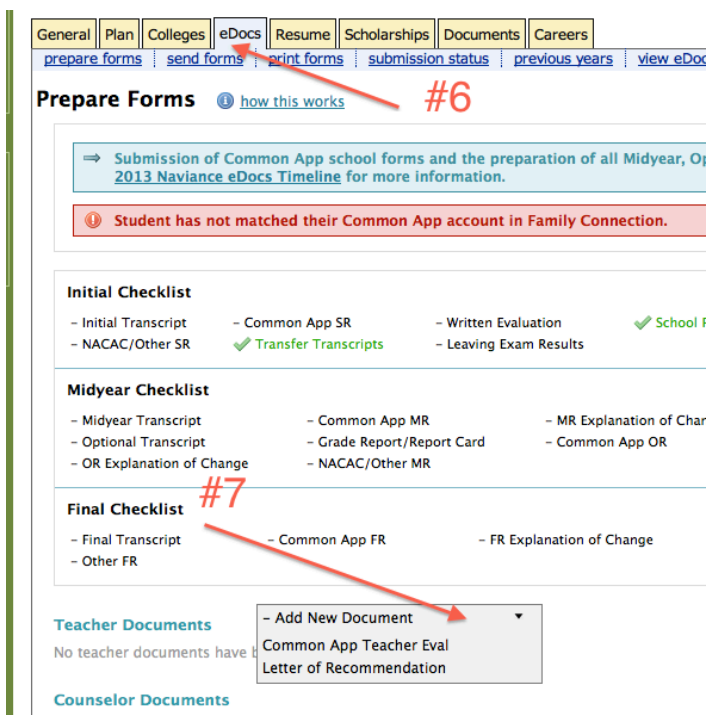 General Plan Colleges eDocs Resume Scholarships Documents Careers
prepare forms send forms print forms submission status previous years view
Prepare Forms how this works #6
Submission of Common App school forms and the preparation of all Midyear,
2013 Naviance eDocs Timeline for more information.
Student has not matched their Common App account in Family Connection.
Initial Checklist
– Initial Transcript – Common App SR – Written Evaluation School
– NACAC/Other SR Transfer Transcripts – Leaving Exam Results
Midyear Checklist
– Midyear Transcript – Common App MR – MR Explanation of
– Optional Transcript – Grade Report/Report Card – Common App OR
– OR Explanation of Change – NACAC/Other MR
#7
Final Checklist
– Final Transcript – Common App FR – FR Explanation of Change
– Other FR
Teacher Documents – Add New Document
No teacher documents have Common App Teacher Eval
Letter of Recommendation
Counselor Documents